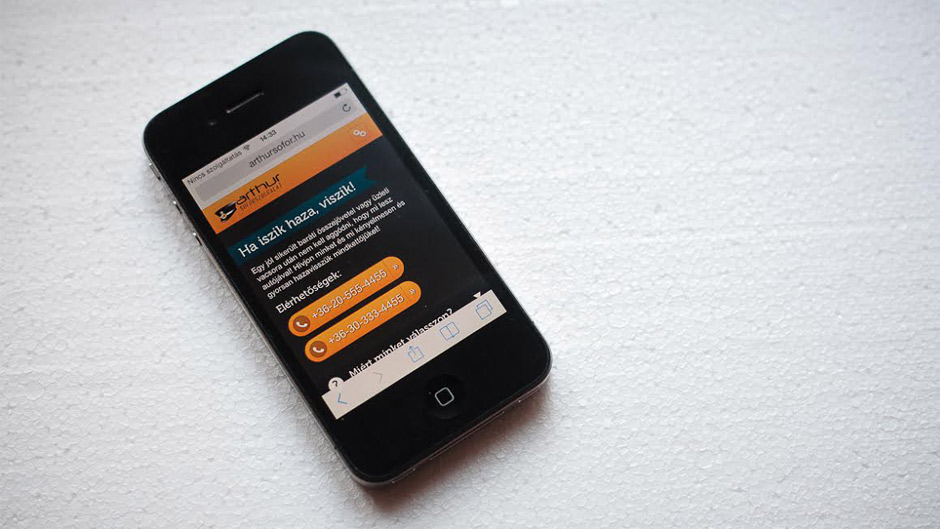 Nincs szolgáltatás 14:33
arthursofor.hu
arthur
Ha iszik haza, viszik!
Egy jól sikerült baráti összejövetel vagy üzleti
vacsora után nem kell aggódni, hogy mi lesz
autójával! Hívjon minket és mi kényelmesen és
gyorsan hazavisszük mindkettőjüket!
Elérhetőségek:
+36-20-555-4455 »
+36-30-333-4455 »
? Miért minket válasszon?